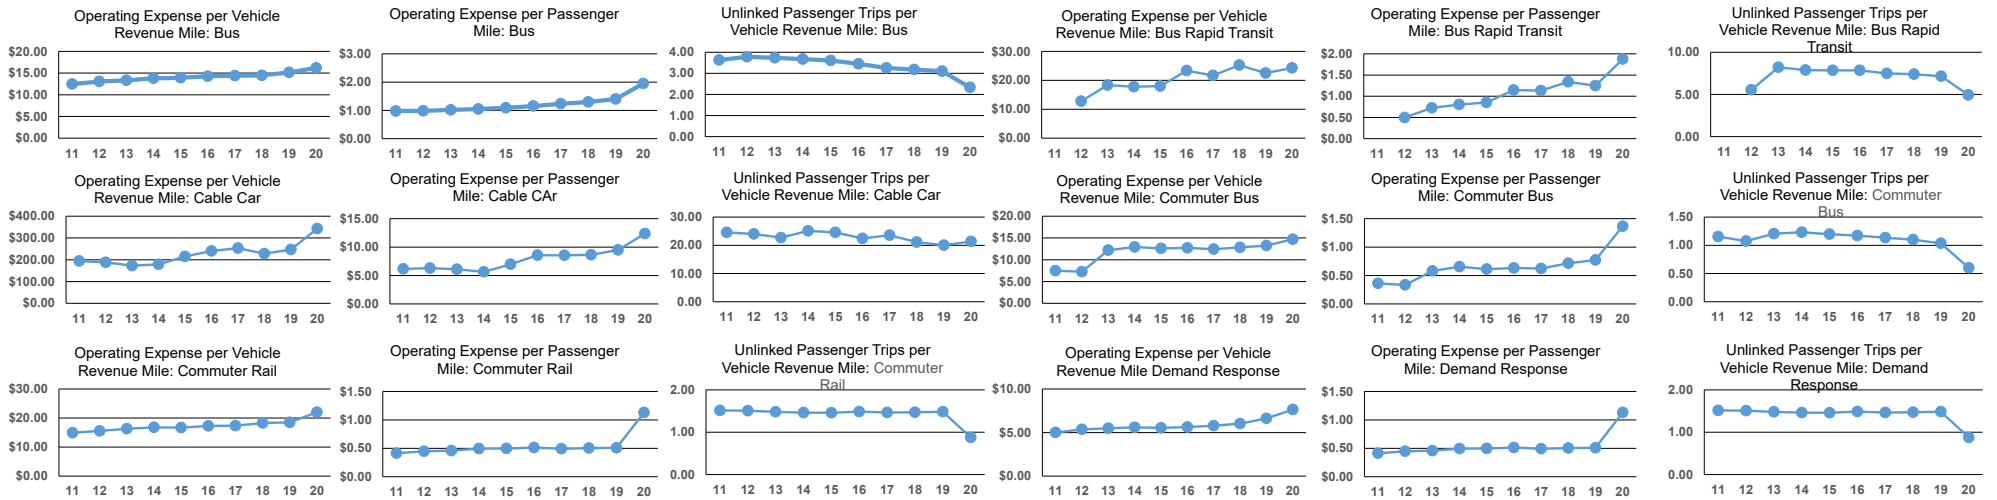 Operating Expense per Vehicle
Revenue Mile: Bus
$20.00
$15.00
$10.00
$5.00
$0.00
11 12 13 14 15 16 17 18 19 20
Operating Expense per Passenger
Mile: Bus
$3.00
$2.00
$1.00
$0.00
11 12 13 14 15 16 17 18 19 20
Unlinked Passenger Trips per
Vehicle Revenue Mile: Bus
4.00
3.00
2.00
1.00
0.00
11 12 13 14 15 16 17 18 19 20
Operating Expense per Vehicle
Revenue Mile: Bus Rapid Transit
$30.00
$20.00
$10.00
$0.00
11 12 13 14 15 16 17 18 19 20
Operating Expense per Passenger
Mile: Bus Rapid Transit
$2.00
$1.50
$1.00
$0.50
$0.00
11 12 13 14 15 16 17 18 19 20
Unlinked Passenger Trips per
Vehicle Revenue Mile: Bus Rapid
Transit
10.00
5.00
0.00
11 12 13 14 15 16 17 18 19 20
Operating Expense per Vehicle
Revenue Mile: Cable Car
$400.00
$300.00
$200.00
$100.00
$0.00
11 12 13 14 15 16 17 18 19 20
Operating Expense per Passenger
Mile: Cable CAr
$15.00
$10.00
$5.00
$0.00
11 12 13 14 15 16 17 18 19 20
Unlinked Passenger Trips per
Vehicle Revenue Mile: Cable Car
30.00
20.00
10.00
0.00
11 12 13 14 15 16 17 18 19 20
Operating Expense per Vehicle
Revenue Mile: Commuter Bus
$20.00
$15.00
$10.00
$5.00
$0.00
11 12 13 14 15 16 17 18 19 20
Operating Expense per Passenger
Mile: Commuter Bus
$1.50
$1.00
$0.50
$0.00
11 12 13 14 15 16 17 18 19 20
Unlinked Passenger Trips per
Vehicle Revenue Mile: Commuter
Bus
1.50
1.00
0.50
0.00
11 12 13 14 15 16 17 18 19 20
Operating Expense per Vehicle
Revenue Mile: Commuter Rail
$30.00
$20.00
$10.00
$0.00
11 12 13 14 15 16 17 18 19 20
Operating Expense per Passenger
Mile: Commuter Rail
$1.50
$1.00
$0.50
$0.00
11 12 13 14 15 16 17 18 19 20
Unlinked Passenger Trips per
Vehicle Revenue Mile: Commuter
Rail
2.00
1.00
0.00
11 12 13 14 15 16 17 18 19 20
Operating Expense per Vehicle
Revenue Mile Demand Response
$10.00
$5.00
$0.00
11 12 13 14 15 16 17 18 19 20
Operating Expense per Passenger
Mile: Demand Response
$1.50
$1.00
$0.50
$0.00
11 12 13 14 15 16 17 18 19 20
Unlinked Passenger Trips per
Vehicle Revenue Mile: Demand
Response
2.00
1.00
0.00
11 12 13 14 15 16 17 18 19 20